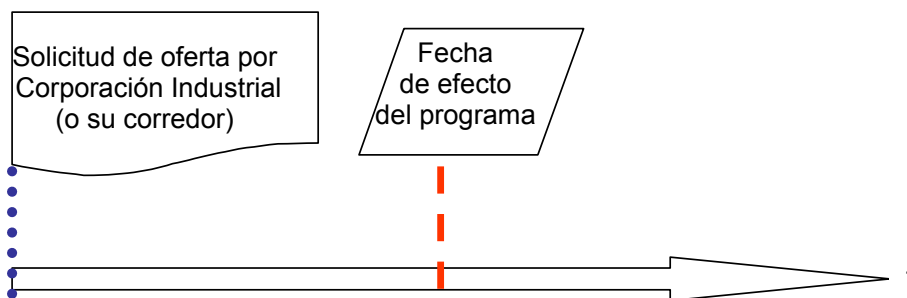 Solicitud de oferta por
Corporación Industrial
(o su corredor)
Fecha
de efecto
del programa